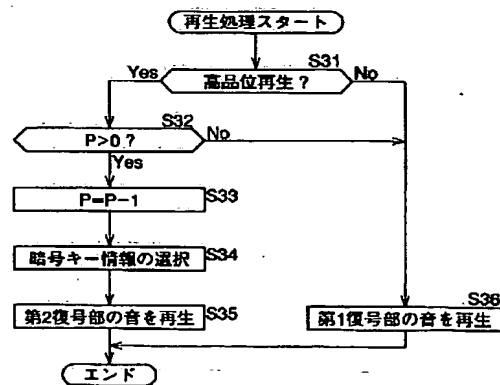 再生処理スタート
S31
高品位再生？
Yes
No
S32
P>0？
No
Yes
P=P-1
S33
暗号キー情報の選択
S34
第2復号部の音を再生
S35
第1復号部の音を再生
S36
エンド